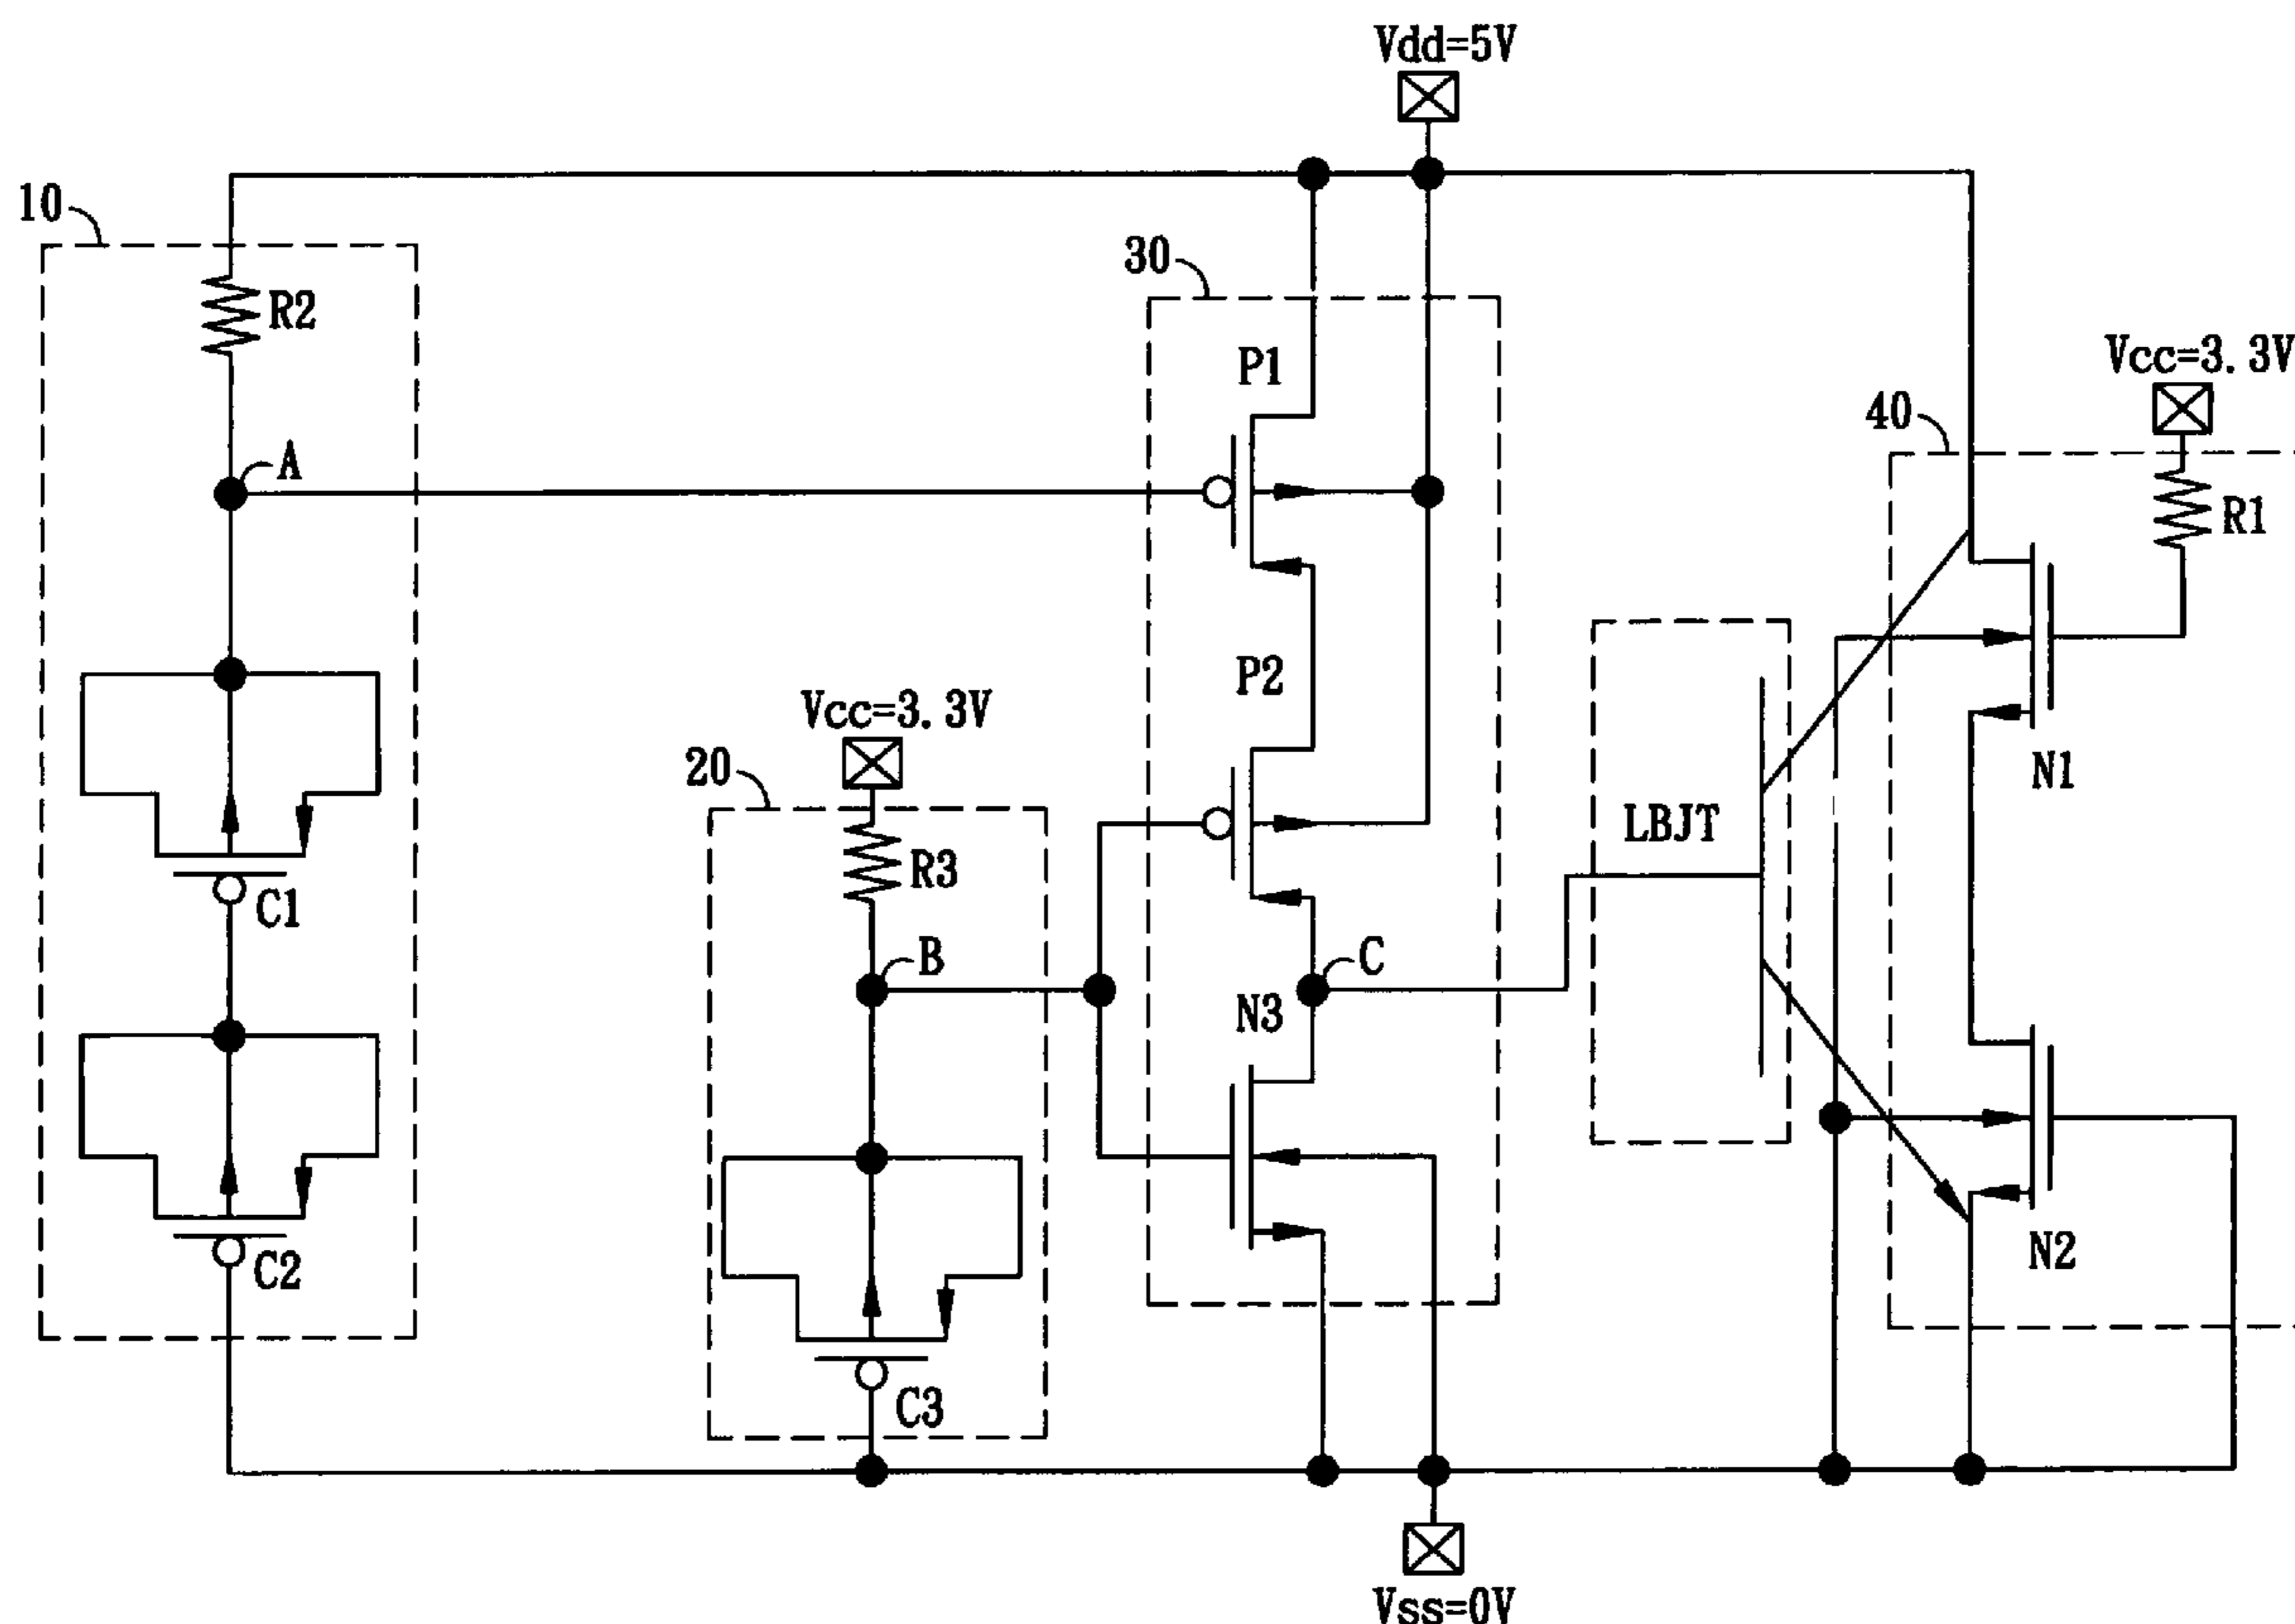 Vdd=5V
10
30
R2
P1
Vcc=3.3V
40
A
R1
P2
Vcc=3.3V
20
N1
LBJT
R3
C1
B
C
N3
C2
N2
C3
Vss=0V